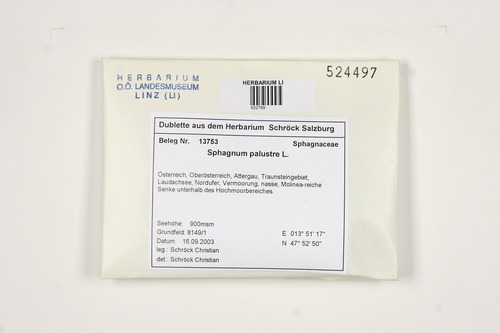 HERBARIUM
O.Ö. LANDESMUSEUM
LINZ (LI)
HERBARIUM LI
622769
524497
Dublette aus dem Herbarium Schröck Salzburg
Beleg Nr. 13753 Sphagnaceae
Sphagnum palustre L.
Österreich, Oberösterreich, Attergau, Traunsteingebiet,
Laudachsee, Nordufer, Vermoorung, nasse, Molinea-reiche
Senke unterhalb des Hochmoorbereiches.
Seehöhe: 900msm
Grundfeld: 8149/1 E 013° 51' 17"
Datum: 16.09.2003 N 47° 52' 50"
leg.: Schröck Christian
det.: Schröck Christian